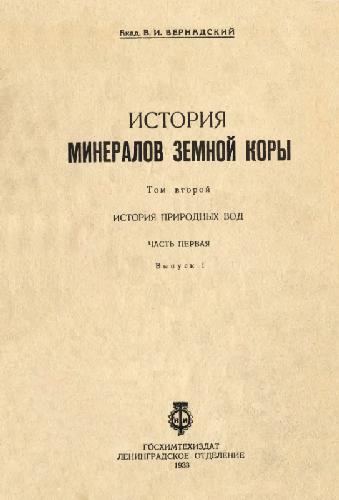 Акад. В. И. ВЕРНАДСКИЙ
ИСТОРИЯ
МИНЕРАЛОВ ЗЕМНОЙ КОРЫ
Том второй
ИСТОРИЯ ПРИРОДНЫХ ВОД
ЧАСТЬ ПЕРВАЯ
Выпуск I
ГОСХИМТЕХИЗДАТ
ЛЕНИНГРАДСКОЕ ОТДЕЛЕНИЕ
1933